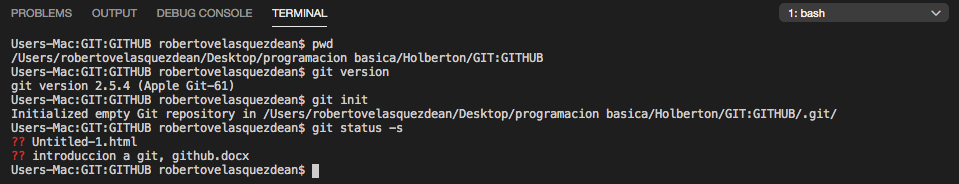 PROBLEMS OUTPUT DEBUG CONSOLE TERMINAL 1: bash
Users-Mac:GIT:GITHUB robertovelasquezdean$ pwd
/Users/robertovelasquezdean/Desktop/programacion basica/Holberton/GIT:GITHUB
Users-Mac:GIT:GITHUB robertovelasquezdean$ git version
git version 2.5.4 (Apple Git-61)
Users-Mac:GIT:GITHUB robertovelasquezdean$ git init
Initialized empty Git repository in /Users/robertovelasquezdean/Desktop/programacion basica/Holberton/GIT:GITHUB/.git/
Users-Mac:GIT:GITHUB robertovelasquezdean$ git status -s
?? Untitled-1.html
?? introduccion a git, github.docx
Users-Mac:GIT:GITHUB robertovelasquezdean$